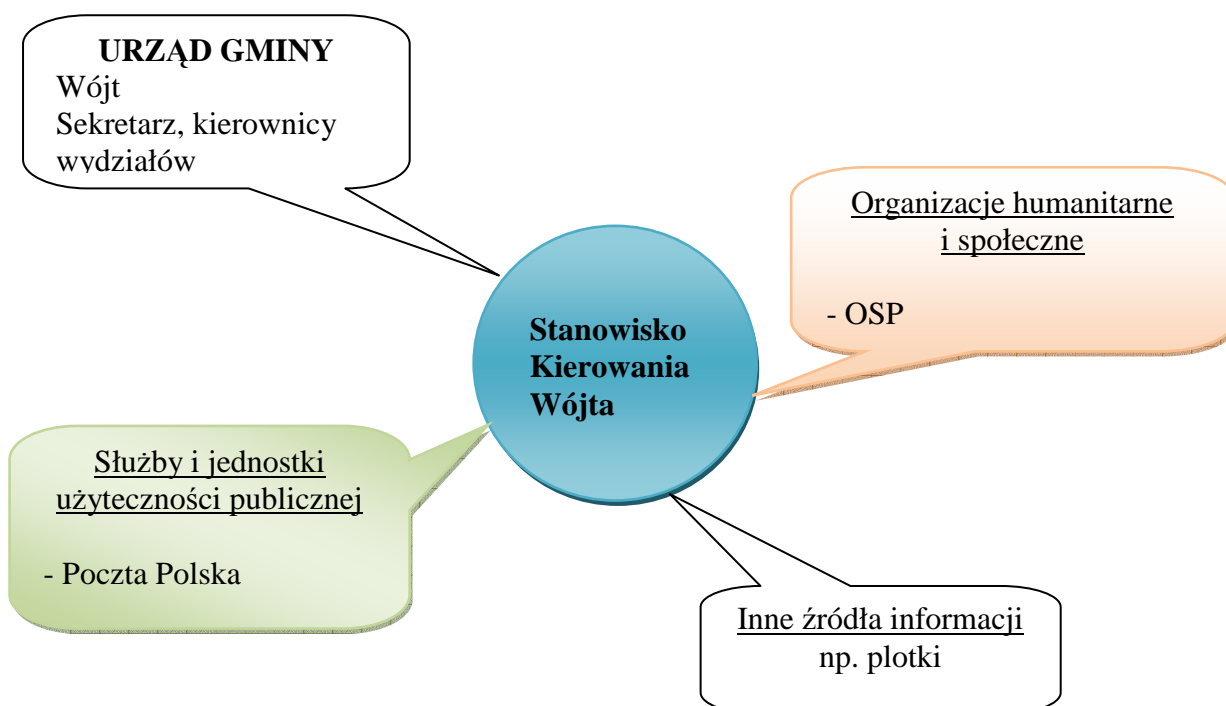 URZĄD GMINY
Wójt
Sekretarz, kierownicy
wydziałów
Organizacje humanitarne
i społeczne
- OSP
Stanowisko
Kierowania
Wójta
Służby i jednostki
użyteczności publicznej
- Poczta Polska
Inne źródła informacji
np. plotki